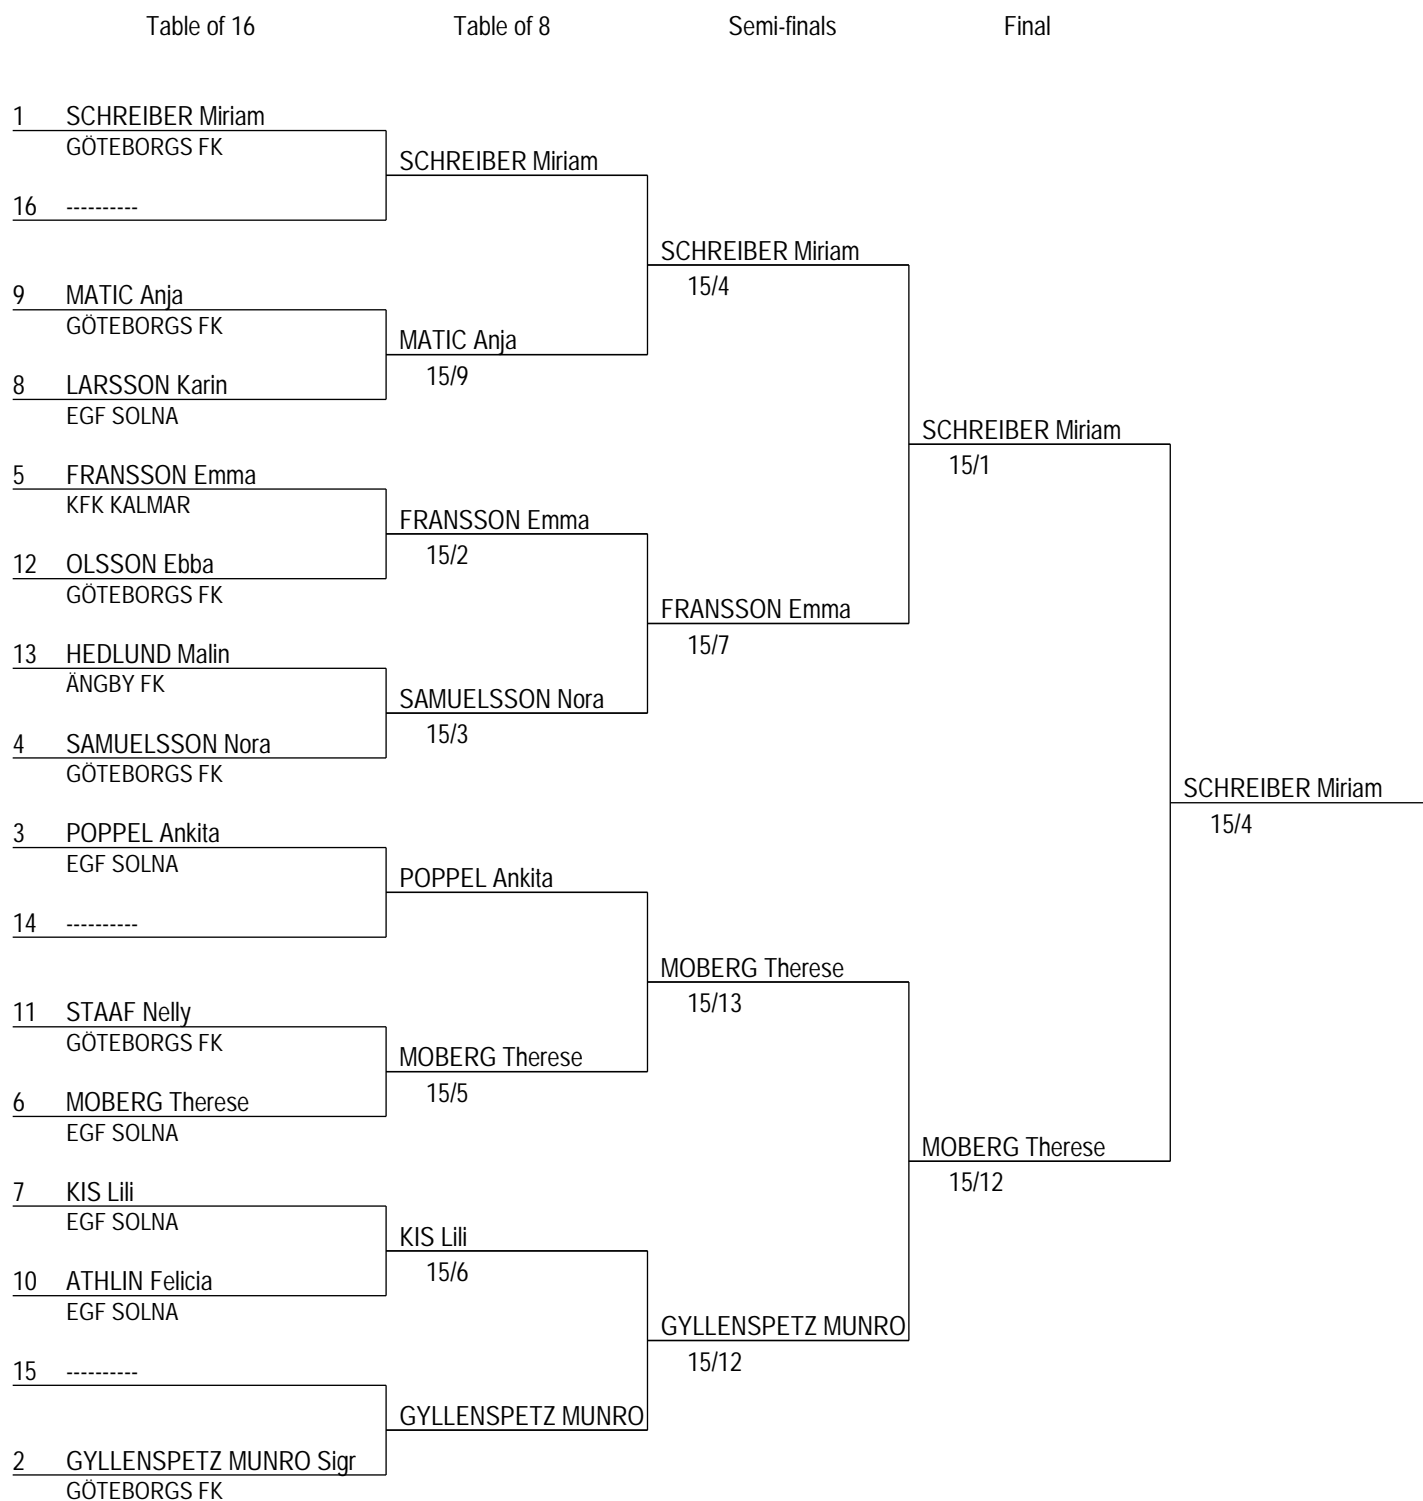 Table of 16 Table of 8 Semi-finals Final
1 SCHREIBER Miriam
GÖTEBORGS FK
SCHREIBER Miriam
16 ----------
SCHREIBER Miriam
15/4
9 MATIC Anja
GÖTEBORGS FK
MATIC Anja
15/9
8 LARSSON Karin
EGF SOLNA
SCHREIBER Miriam
15/1
5 FRANSSON Emma
KFK KALMAR
FRANSSON Emma
15/2
12 OLSSON Ebba
GÖTEBORGS FK
FRANSSON Emma
15/7
13 HEDLUND Malin
ÄNGBY FK
SAMUELSSON Nora
15/3
4 SAMUELSSON Nora
GÖTEBORGS FK
SCHREIBER Miriam
15/4
3 POPPEL Ankita
EGF SOLNA
POPPEL Ankita
14 ----------
MOBERG Therese
15/13
11 STAAF Nelly
GÖTEBORGS FK
MOBERG Therese
15/5
6 MOBERG Therese
EGF SOLNA
MOBERG Therese
15/12
7 KIS Lili
EGF SOLNA
KIS Lili
15/6
10 ATHLIN Felicia
EGF SOLNA
GYLLENSPETZ MUNRO
15/12
15 ----------
GYLLENSPETZ MUNRO
2 GYLLENSPETZ MUNRO Sigr
GÖTEBORGS FK